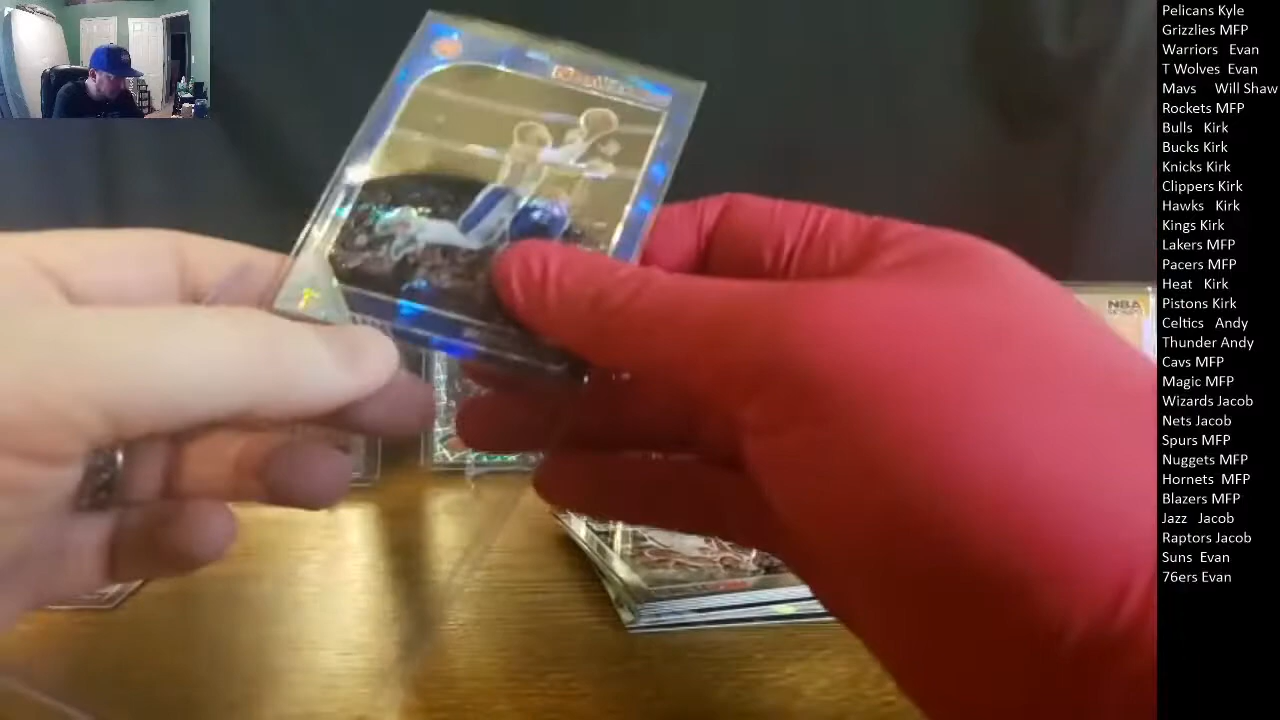 Pelicans Kyle
Grizzlies MFP
Warriors Evan
T Wolves Evan
Mavs Will Shaw
Rockets MFP
Bulls Kirk
Bucks Kirk
Knicks Kirk
Clippers Kirk
Hawks Kirk
Kings Kirk
Lakers MFP
Pacers MFP
Heat Kirk
Pistons Kirk
Celtics Andy
Thunder Andy
Cavs MFP
Magic MFP
Wizards Jacob
Nets Jacob
Spurs MFP
Nuggets MFP
Hornets MFP
Blazers MFP
Jazz Jacob
Raptors Jacob
Suns Evan
76ers Evan
NBA